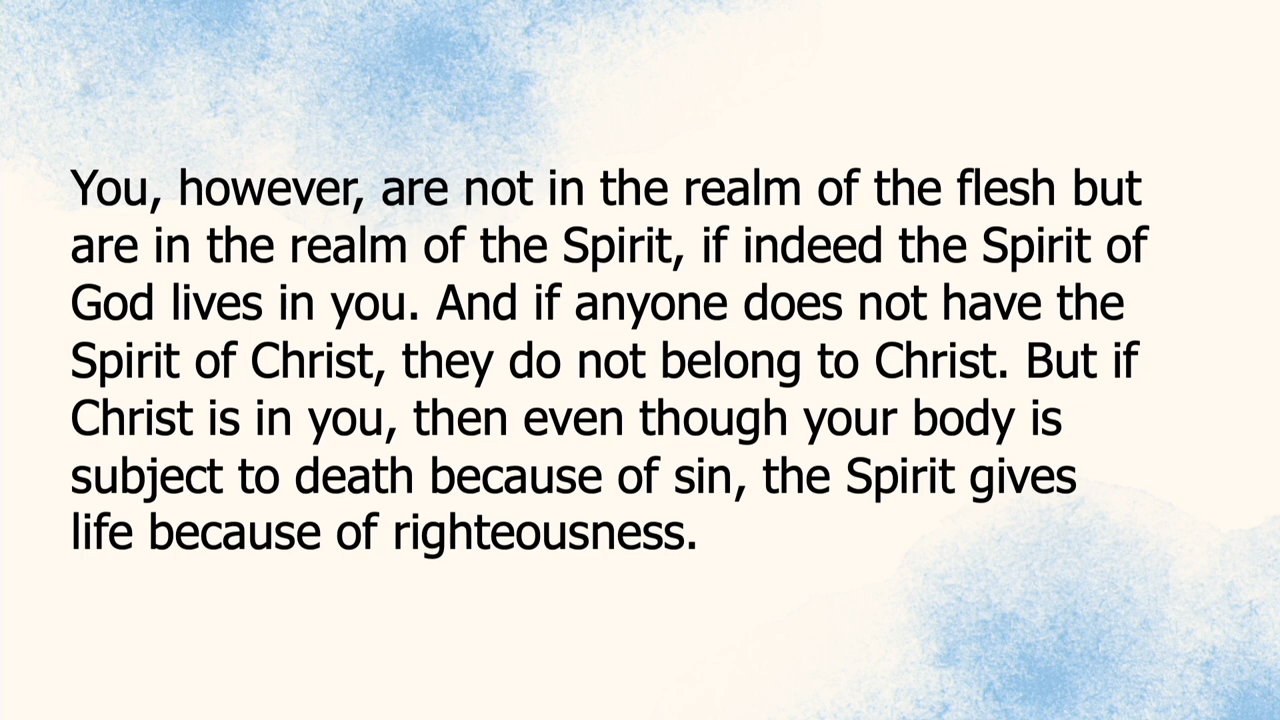 You, however, are not in the realm of the flesh but
are in the realm of the Spirit, if indeed the Spirit of
God lives in you. And if anyone does not have the
Spirit of Christ, they do not belong to Christ. But if
Christ is in you, then even though your body is
subject to death because of sin, the Spirit gives
life because of righteousness.